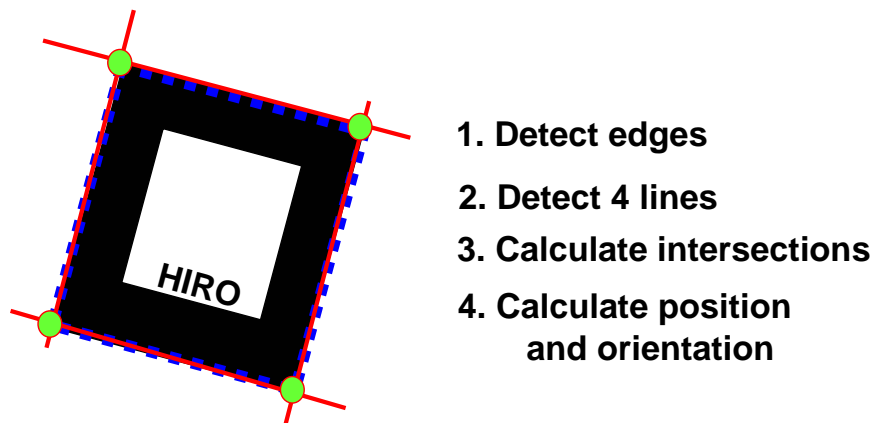 1. Detect edges
2. Detect 4 lines
3. Calculate intersections
4. Calculate position
and orientation
HIRO